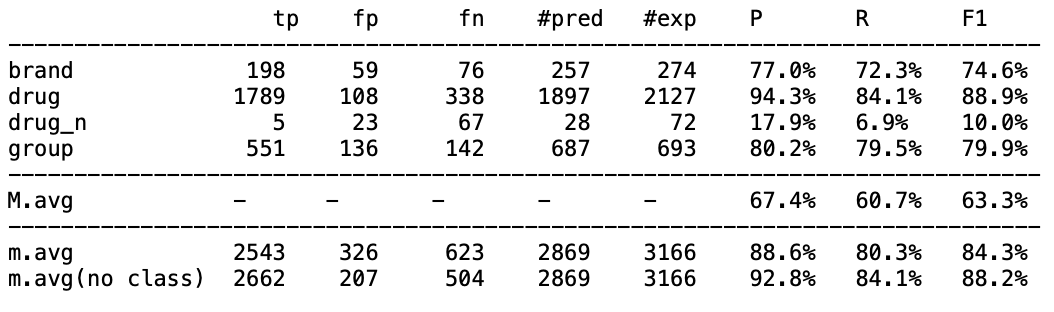 tp fp fn #pred #exp P R F1
------------------------------------------------------------------------------
brand 198 59 76 257 274 77.0% 72.3% 74.6%
drug 1789 108 338 1897 2127 94.3% 84.1% 88.9%
drug_n 5 23 67 28 72 17.9% 6.9% 10.0%
group 551 136 142 687 693 80.2% 79.5% 79.9%
------------------------------------------------------------------------------
M.avg - - - - - 67.4% 60.7% 63.3%
------------------------------------------------------------------------------
m.avg 2543 326 623 2869 3166 88.6% 80.3% 84.3%
m.avg(no class) 2662 207 504 2869 3166 92.8% 84.1% 88.2%